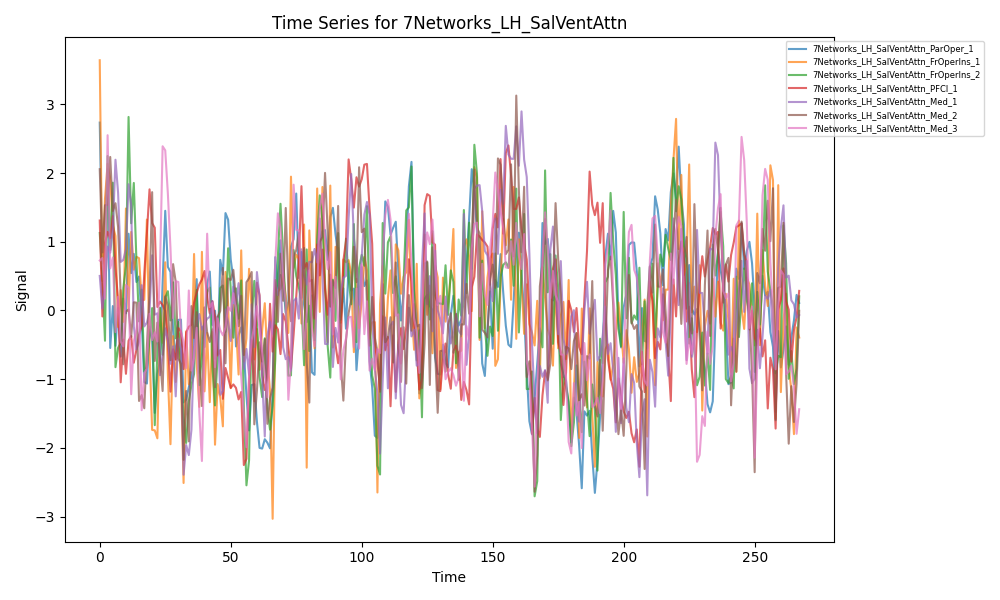 Time Series for 7Networks_LH_SalVentAttn
7Networks_LH_SalVentAttn_ParOper_1
7Networks_LH_SalVentAttn_FrOperIns_1
7Networks_LH_SalVentAttn_FrOperIns_2
7Networks_LH_SalVentAttn_PFCl_1
7Networks_LH_SalVentAttn_Med_1
7Networks_LH_SalVentAttn_Med_2
7Networks_LH_SalVentAttn_Med_3
Signal
3
2
1
0
−1
−2
−3
0 50 100 150 200 250
Time